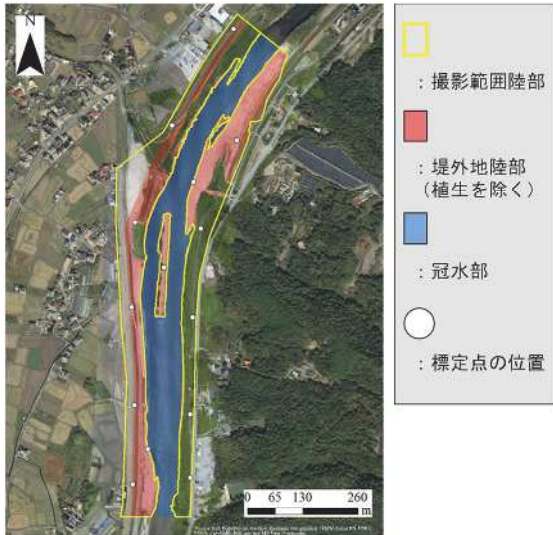 N
0 65 130 260
m
：撮影範囲陸部
：堤外地陸部
（植生を除く）
：冠水部
：標定点の位置